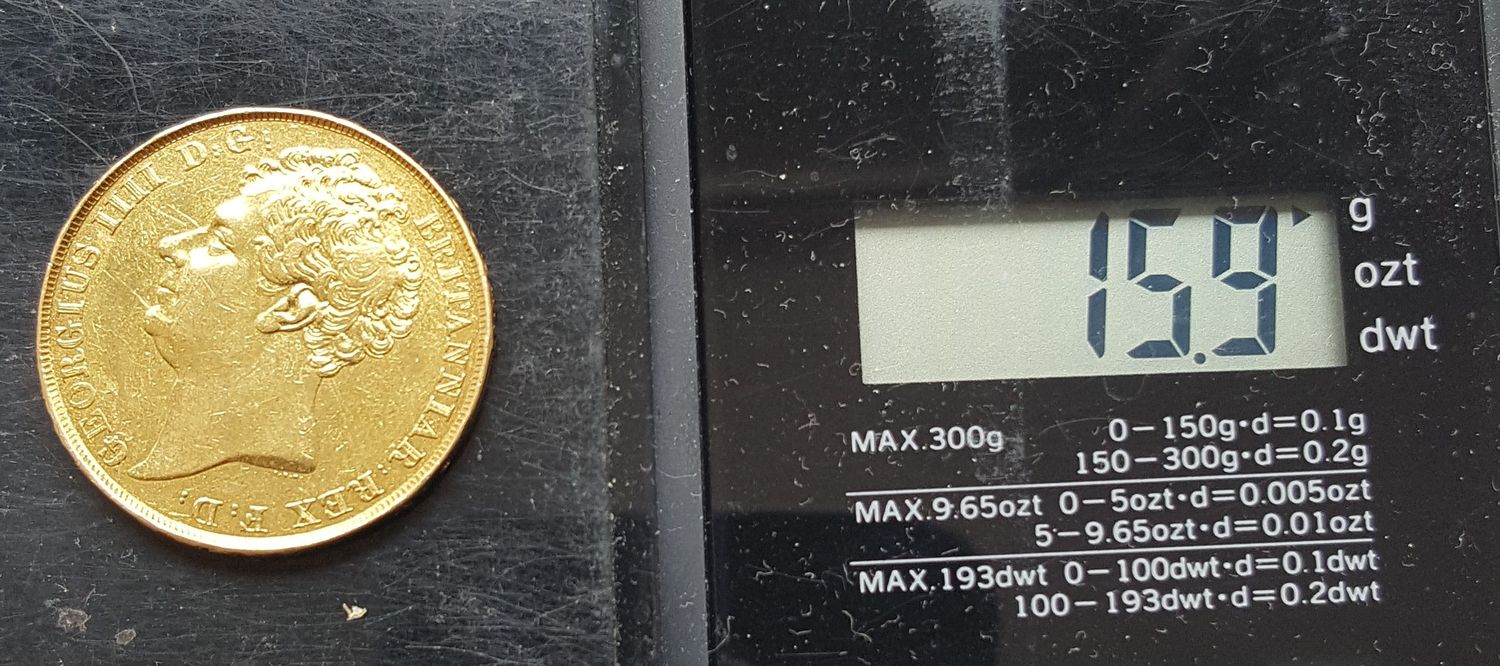 GEORGIUS IIII D:G: BRITANNIAR: REX F:D:
15.9
g
ozt
dwt
MAX.300g 0−150g·d=0.1g
150−300g·d=0.2g
MAX.9.65ozt 0−5ozt·d=0.005ozt
5−9.65ozt·d=0.01ozt
MAX.193dwt 0−100dwt·d=0.1dwt
100−193dwt·d=0.2dwt